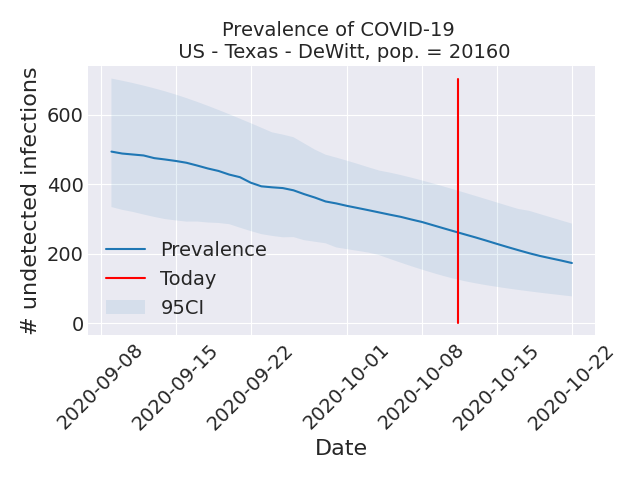 Prevalence of COVID-19
US - Texas - DeWitt, pop. = 20160
# undetected infections
600
400
200
0
Prevalence
Today
95CI
2020-09-08
2020-09-15
2020-09-22
2020-10-01
2020-10-08
2020-10-15
2020-10-22
Date